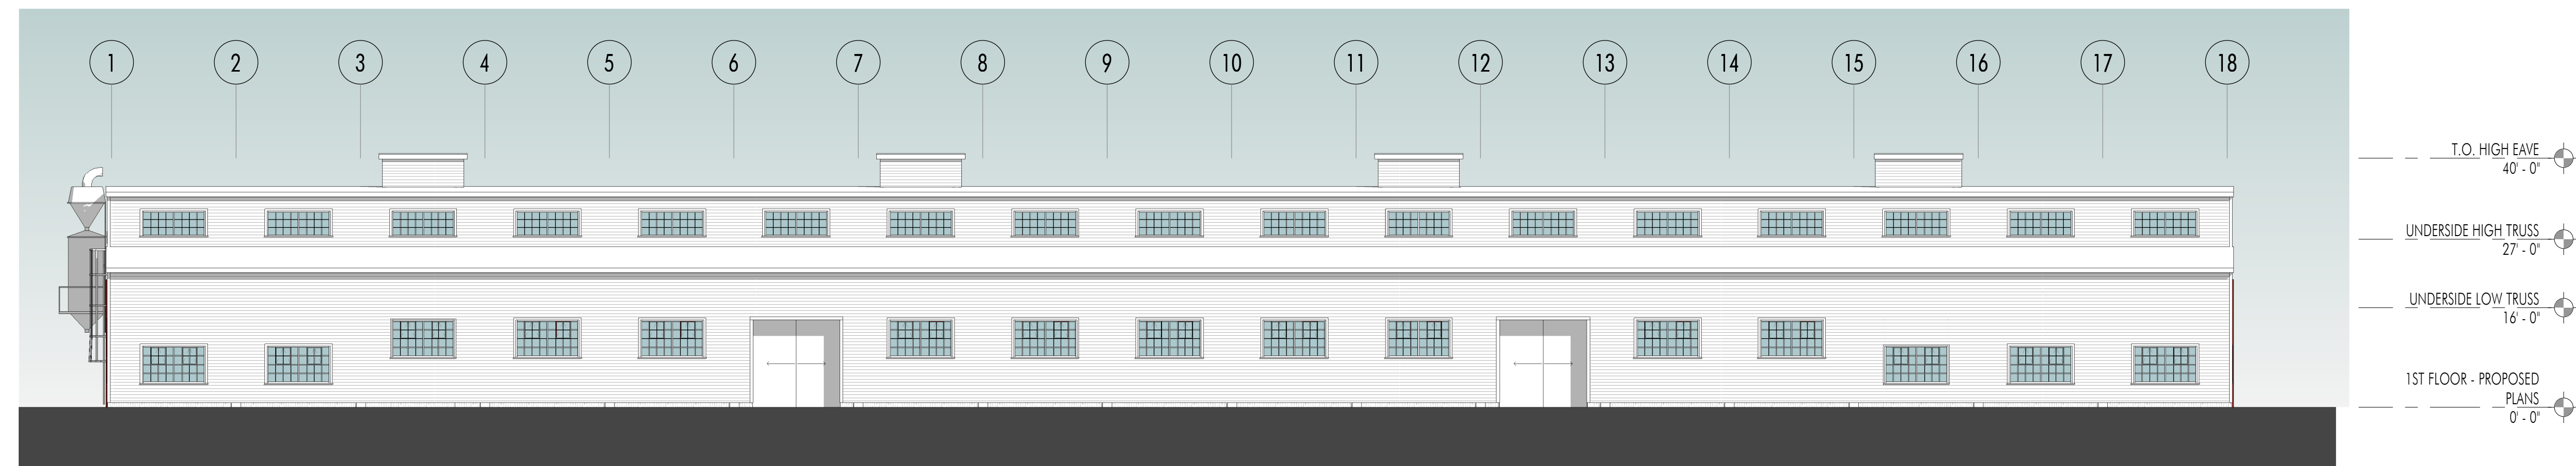 1 2 3 4 5 6 7 8 9 10 11 12 13 14 15 16 17 18
T.O. HIGH EAVE
40' - 0"
UNDERSIDE HIGH TRUSS
27' - 0"
UNDERSIDE LOW TRUSS
16' - 0"
1ST FLOOR - PROPOSED
PLANS
0' - 0"